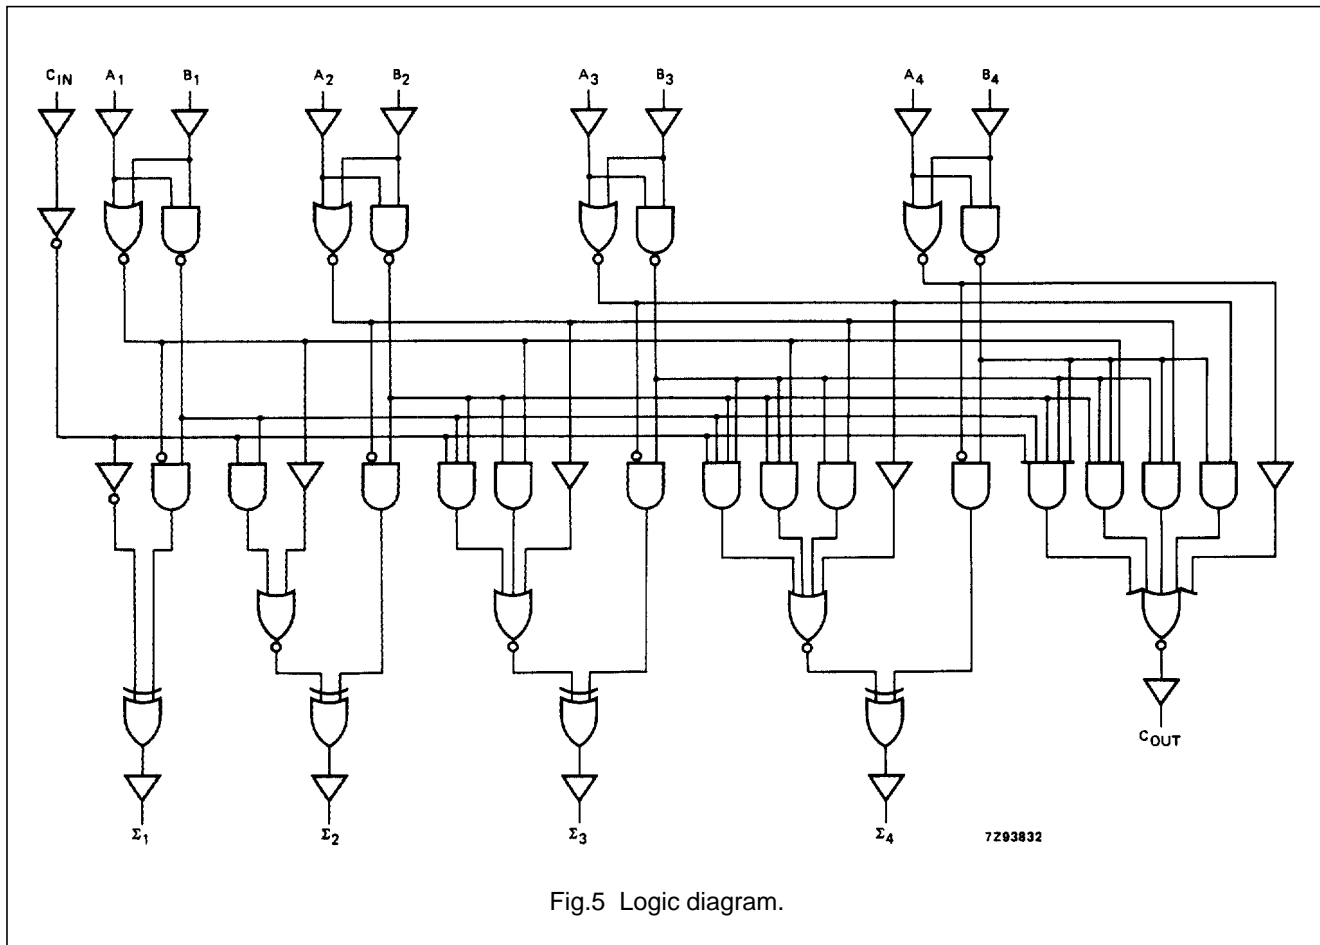 C_IN A_1 B_1 A_2 B_2 A_3 B_3 A_4 B_4
C_OUT
Σ_1 Σ_2 Σ_3 Σ_4 7Z93832
Fig.5 Logic diagram.